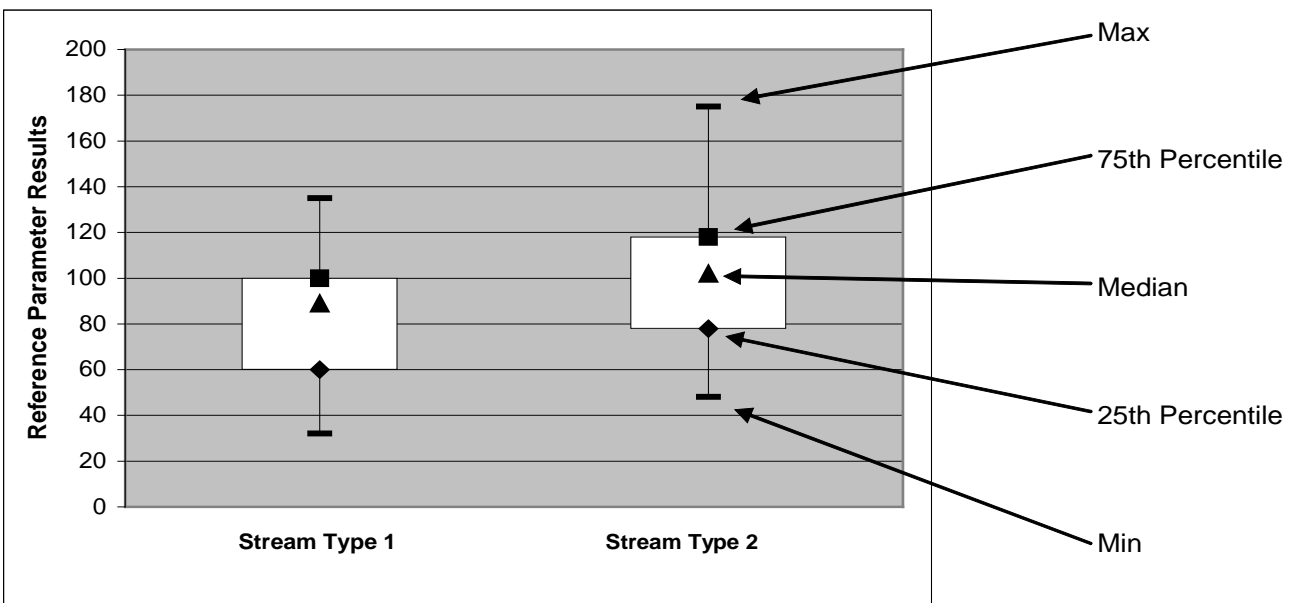 Reference Parameter Results
200
180
160
140
120
100
80
60
40
20
0
Stream Type 1
Stream Type 2
Max
75th Percentile
Median
25th Percentile
Min